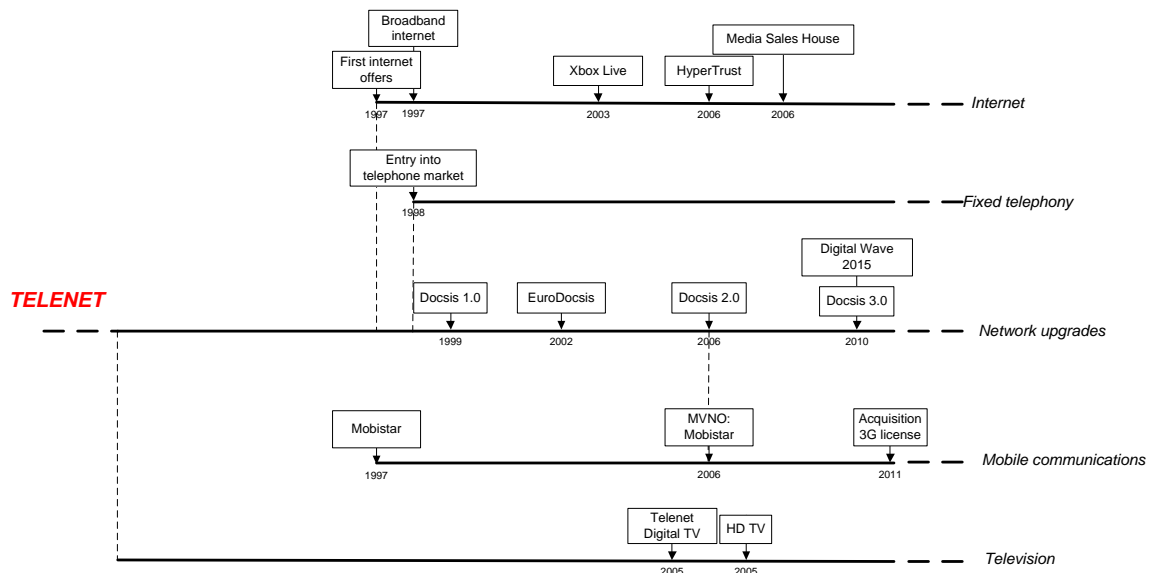 Broadband
internet
Media Sales House
First internet
offers
Xbox Live
HyperTrust
1997
1997
2003
2006
2006
Internet
Entry into
telephone market
1998
Fixed telephony
Digital Wave
2015
TELENET
Docsis 1.0
EuroDocsis
Docsis 2.0
Docsis 3.0
1999
2002
2006
2010
Network upgrades
Mobistar
MVNO:
Mobistar
Acquisition
3G license
1997
2006
2011
Mobile communications
Telenet
Digital TV
HD TV
2005
2005
Television